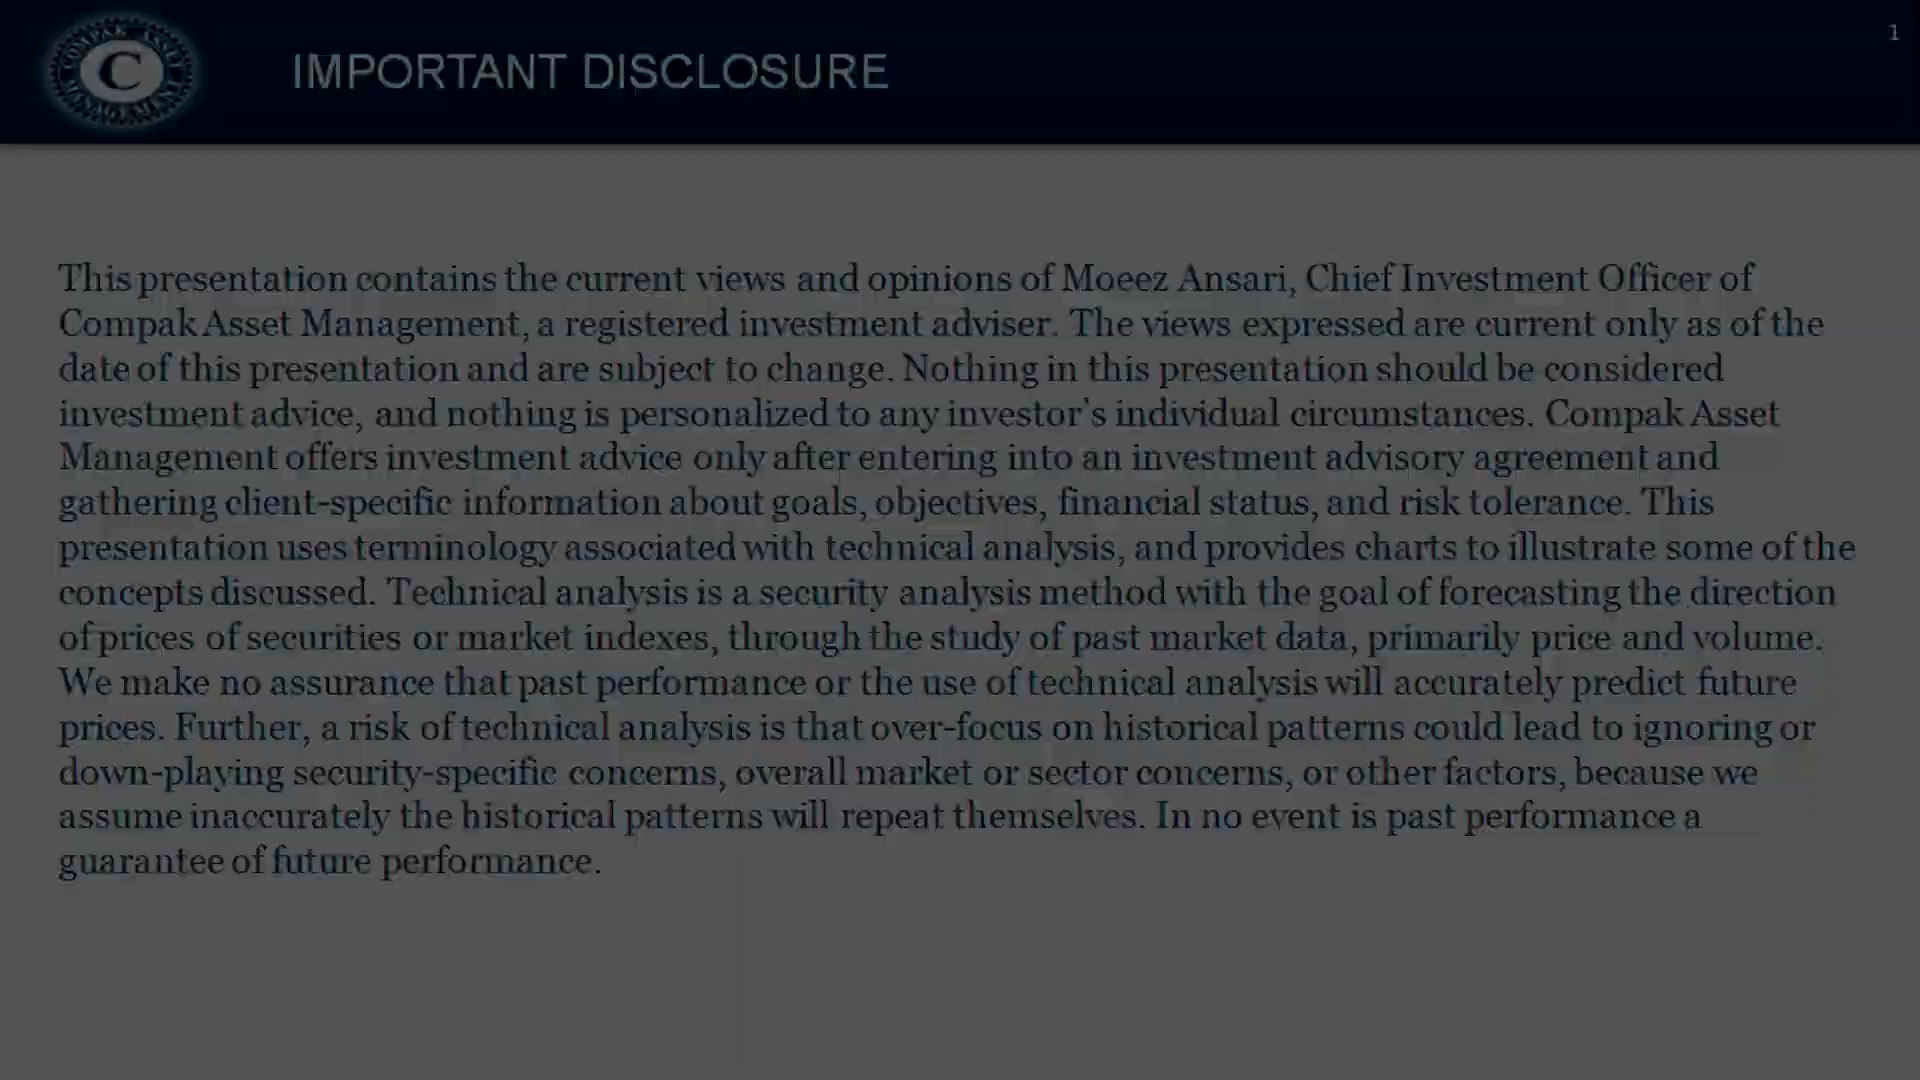 COMPAK ASSET
C
MANAGEMENT
IMPORTANT DISCLOSURE
1
This presentation contains the current views and opinions of Moeez Ansari, Chief Investment Officer of
Compak Asset Management, a registered investment adviser. The views expressed are current only as of the
date of this presentation and are subject to change. Nothing in this presentation should be considered
investment advice, and nothing is personalized to any investor’s individual circumstances. Compak Asset
Management offers investment advice only after entering into an investment advisory agreement and
gathering client-specific information about goals, objectives, financial status, and risk tolerance. This
presentation uses terminology associated with technical analysis, and provides charts to illustrate some of the
concepts discussed. Technical analysis is a security analysis method with the goal of forecasting the direction
of prices of securities or market indexes, through the study of past market data, primarily price and volume.
We make no assurance that past performance or the use of technical analysis will accurately predict future
prices. Further, a risk of technical analysis is that over-focus on historical patterns could lead to ignoring or
down-playing security-specific concerns, overall market or sector concerns, or other factors, because we
assume inaccurately the historical patterns will repeat themselves. In no event is past performance a
guarantee of future performance.